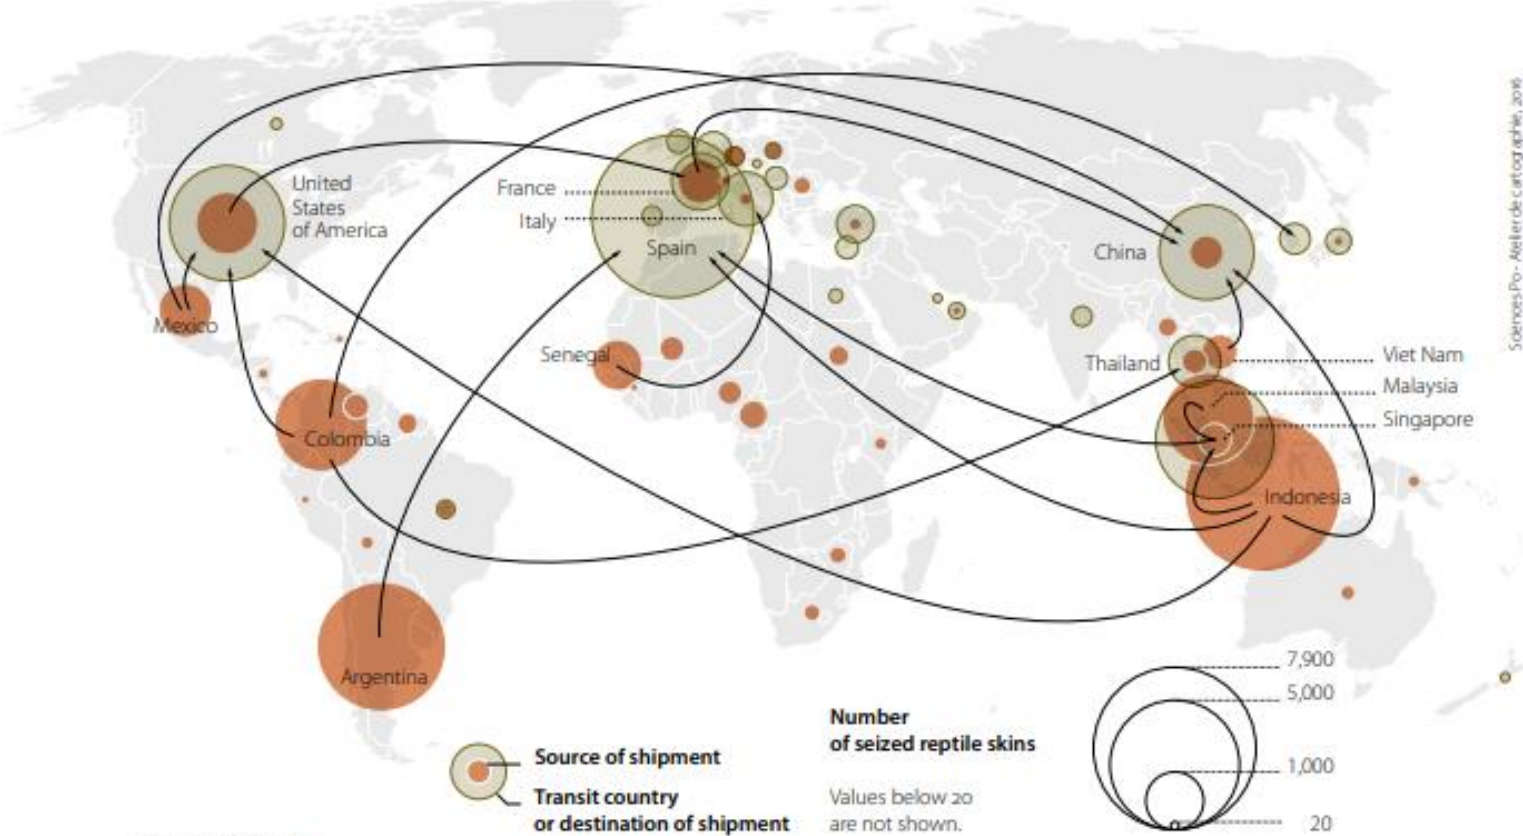 United
States
of America
France
Italy
Spain
China
Mexico
Senegal
Thailand
Viet Nam
Malaysia
Singapore
Colombia
Indonesia
Argentina
Source of shipment
Transit country
or destination of shipment
Number
of seized reptile skins
Values below 20
are not shown.
7,900
5,000
1,000
20
Sciences Po - Atelier de cartographie, 2016